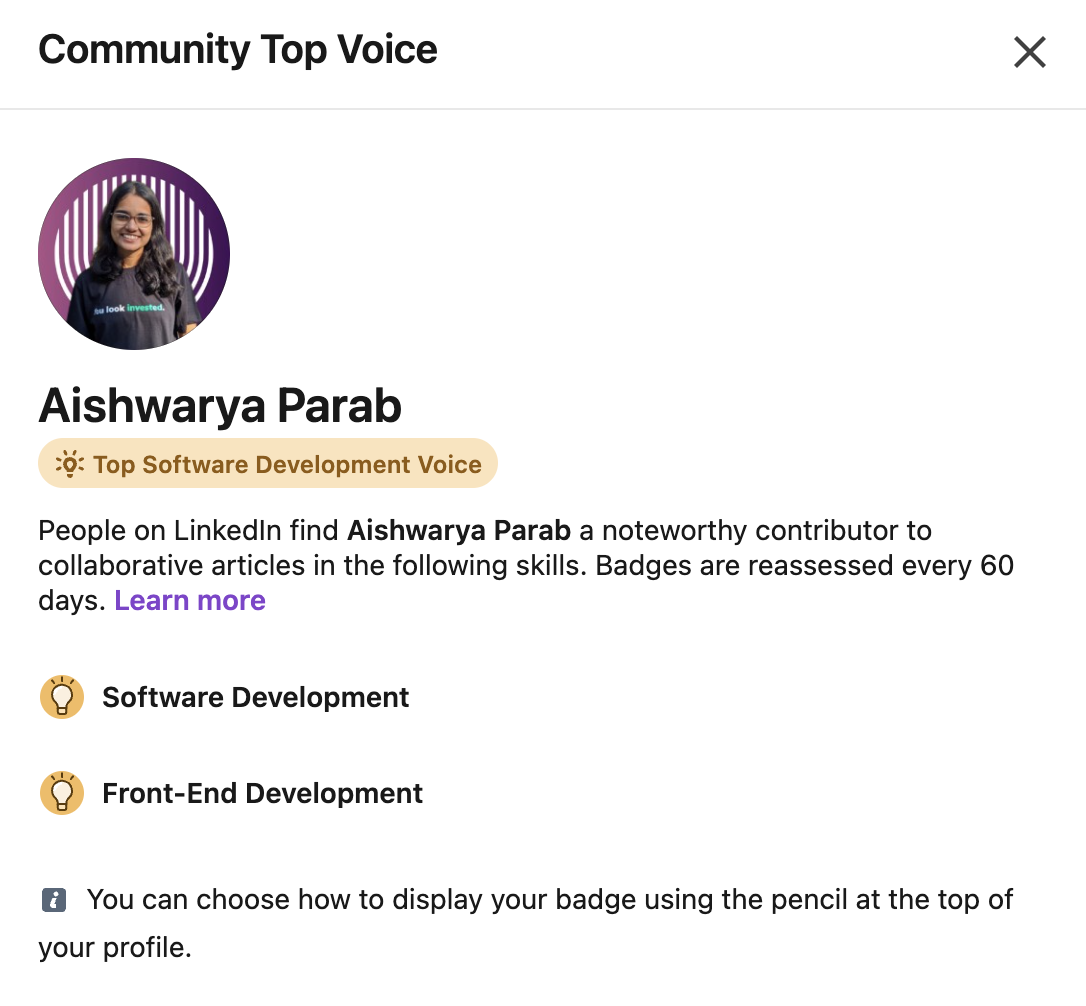 Community Top Voice
look invested.
Aishwarya Parab
Top Software Development Voice
People on LinkedIn find Aishwarya Parab a noteworthy contributor to
collaborative articles in the following skills. Badges are reassessed every 60
days. Learn more
Software Development
Front-End Development
You can choose how to display your badge using the pencil at the top of
your profile.